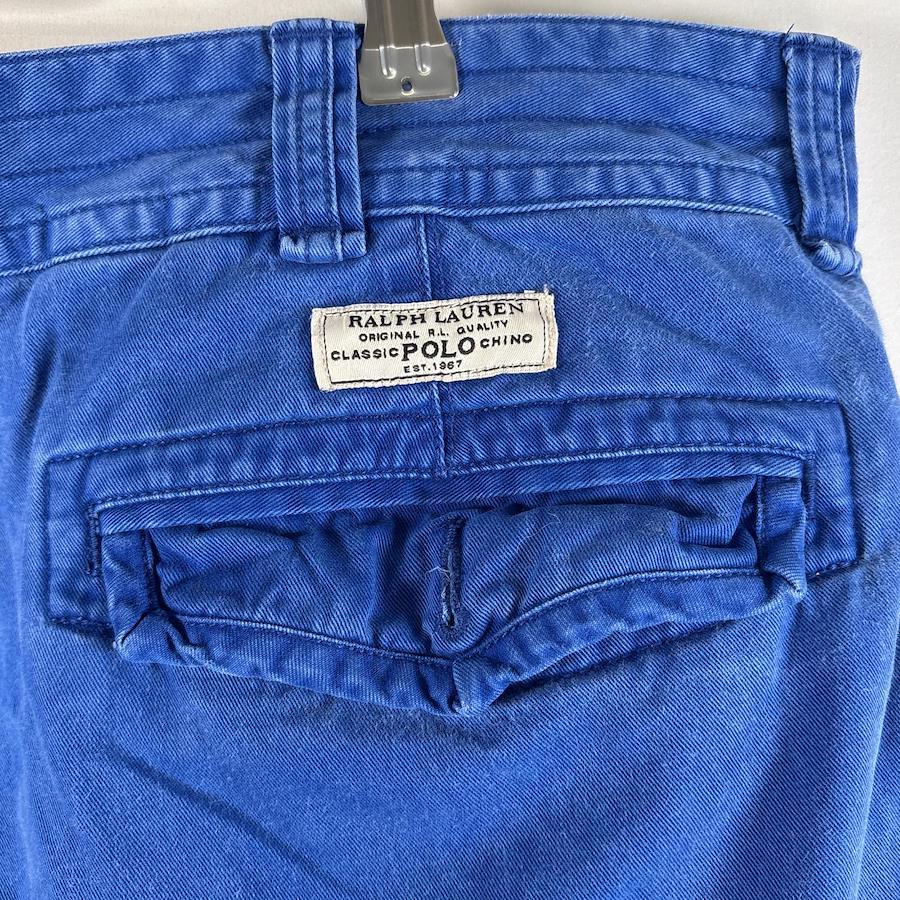 RALPH LAUREN
ORIGINAL R.L. QUALITY
CLASSIC POLO CHINO
EST. 1967